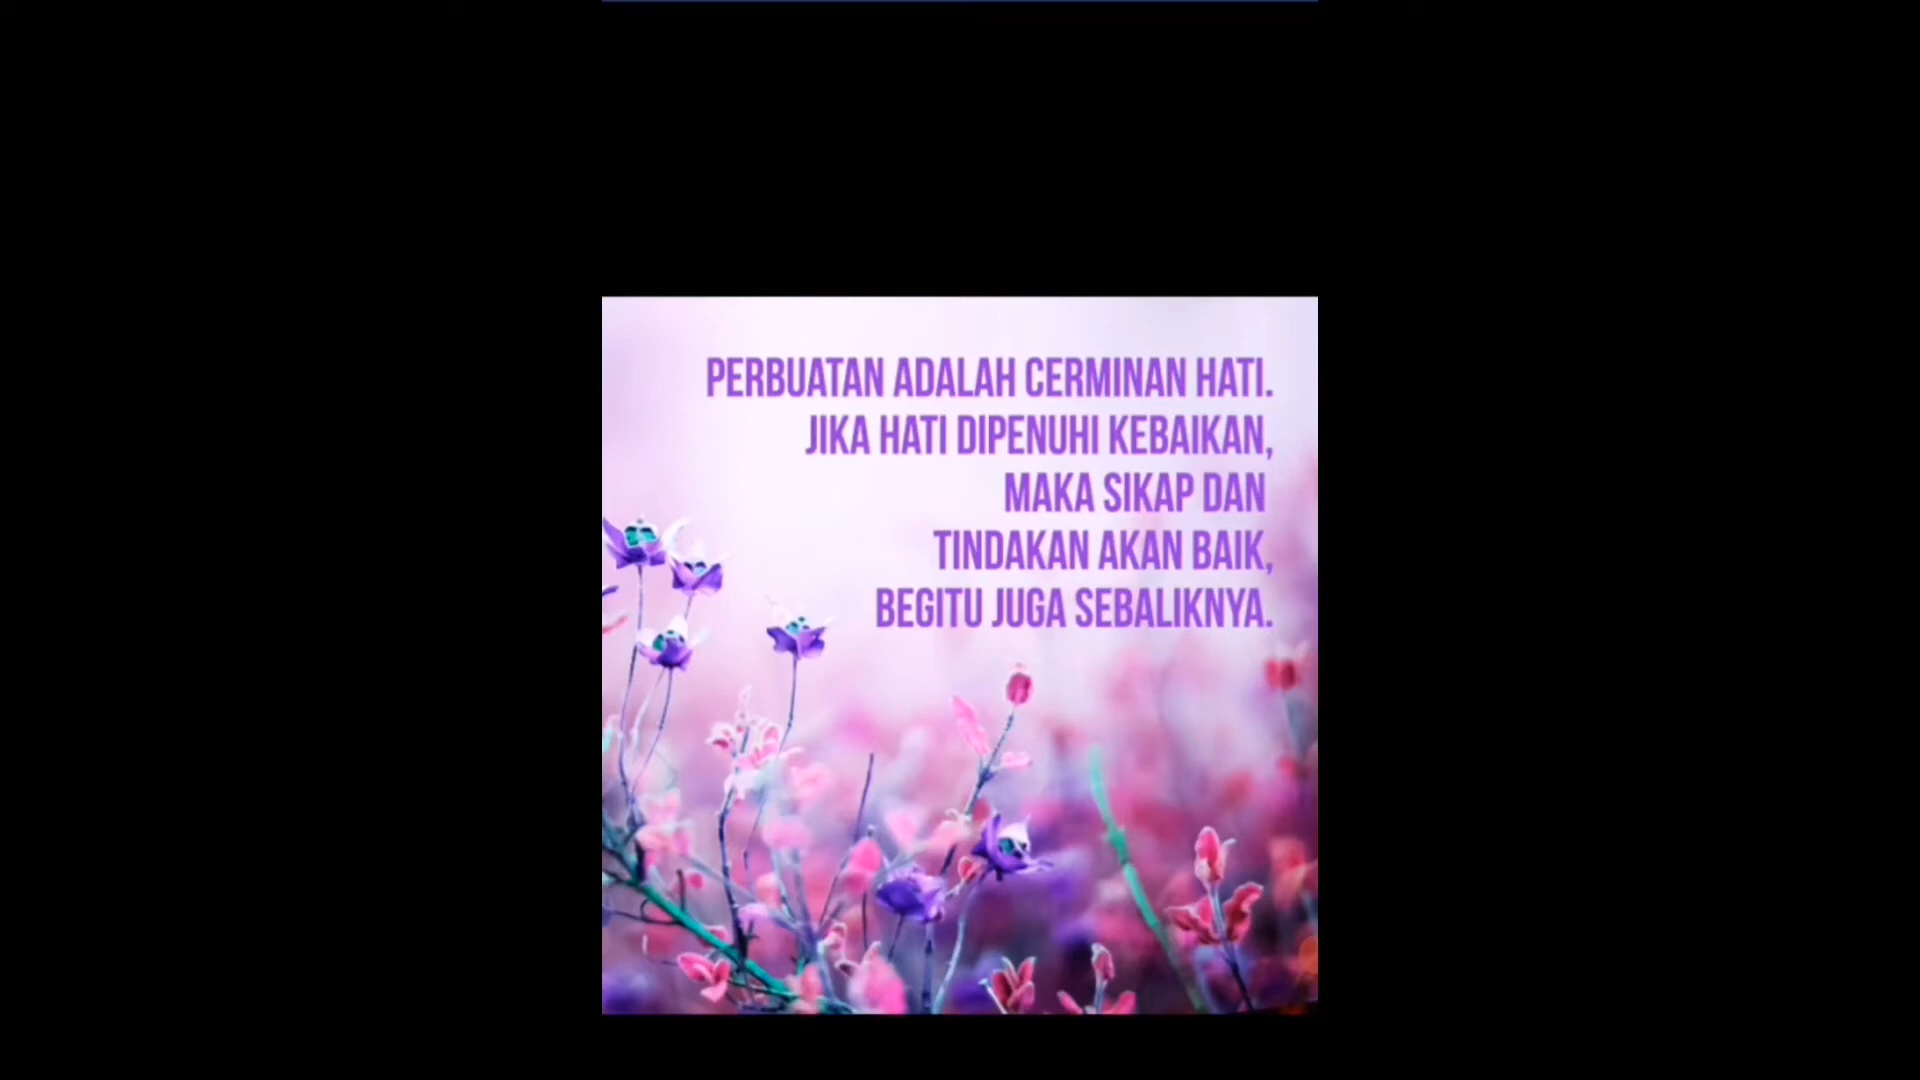 PERBUATAN ADALAH CERMINAN HATI.
JIKA HATI DIPENUHI KEBAIKAN,
MAKA SIKAP DAN
TINDAKAN AKAN BAIK,
BEGITU JUGA SEBALIKNYA.